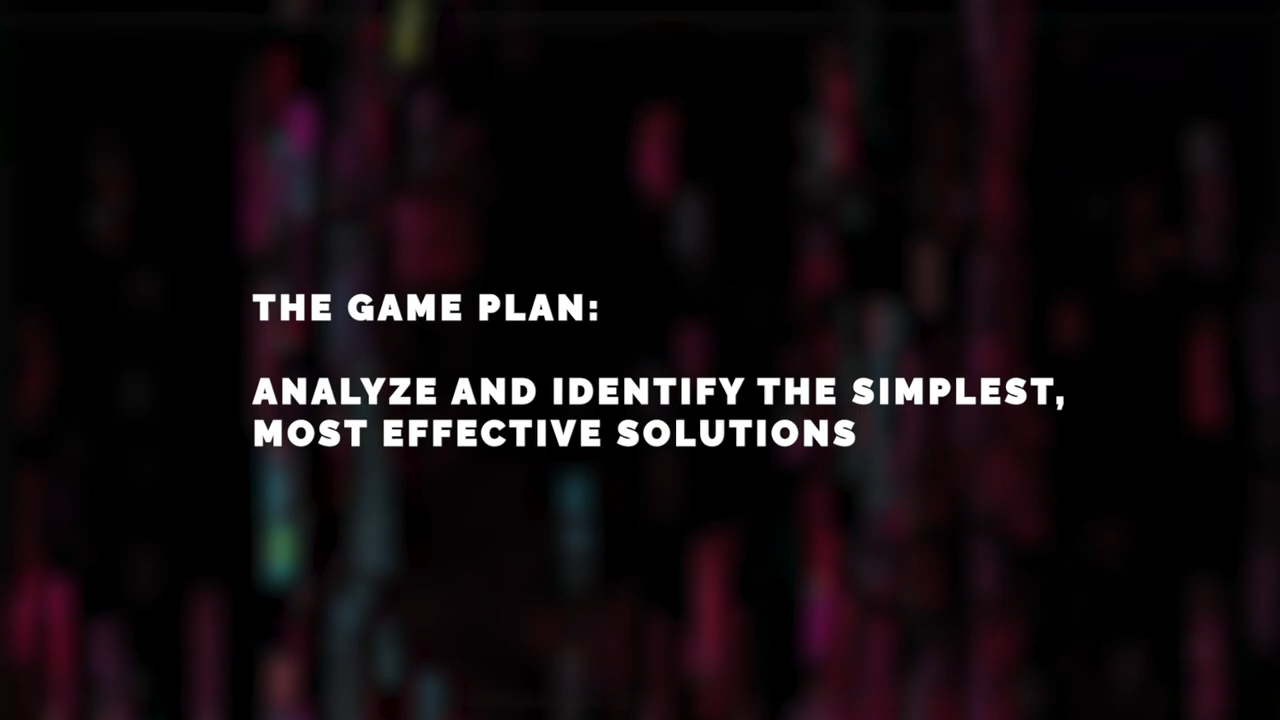 THE GAME PLAN:
ANALYZE AND IDENTIFY THE SIMPLEST,
MOST EFFECTIVE SOLUTIONS